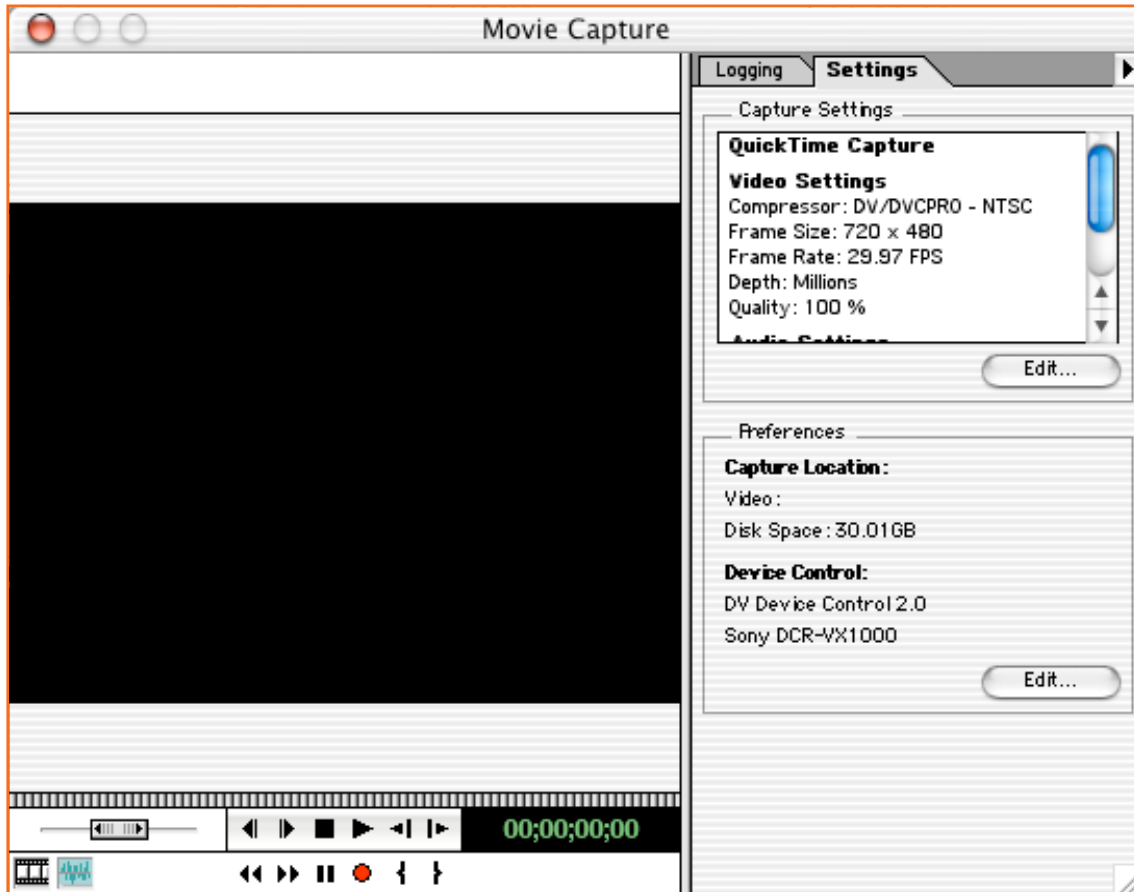 Movie Capture
Logging
Settings
Capture Settings
QuickTime Capture
Video Settings
Compressor: DV/DVCPRO - NTSC
Frame Size: 720 x 480
Frame Rate: 29.97 FPS
Depth: Millions
Quality: 100 %
Audio Settings
Edit...
Preferences
Capture Location:
Video:
Disk Space: 30.01GB
Device Control:
DV Device Control 2.0
Sony DCR-VX1000
Edit...
00;00;00;00
{ }